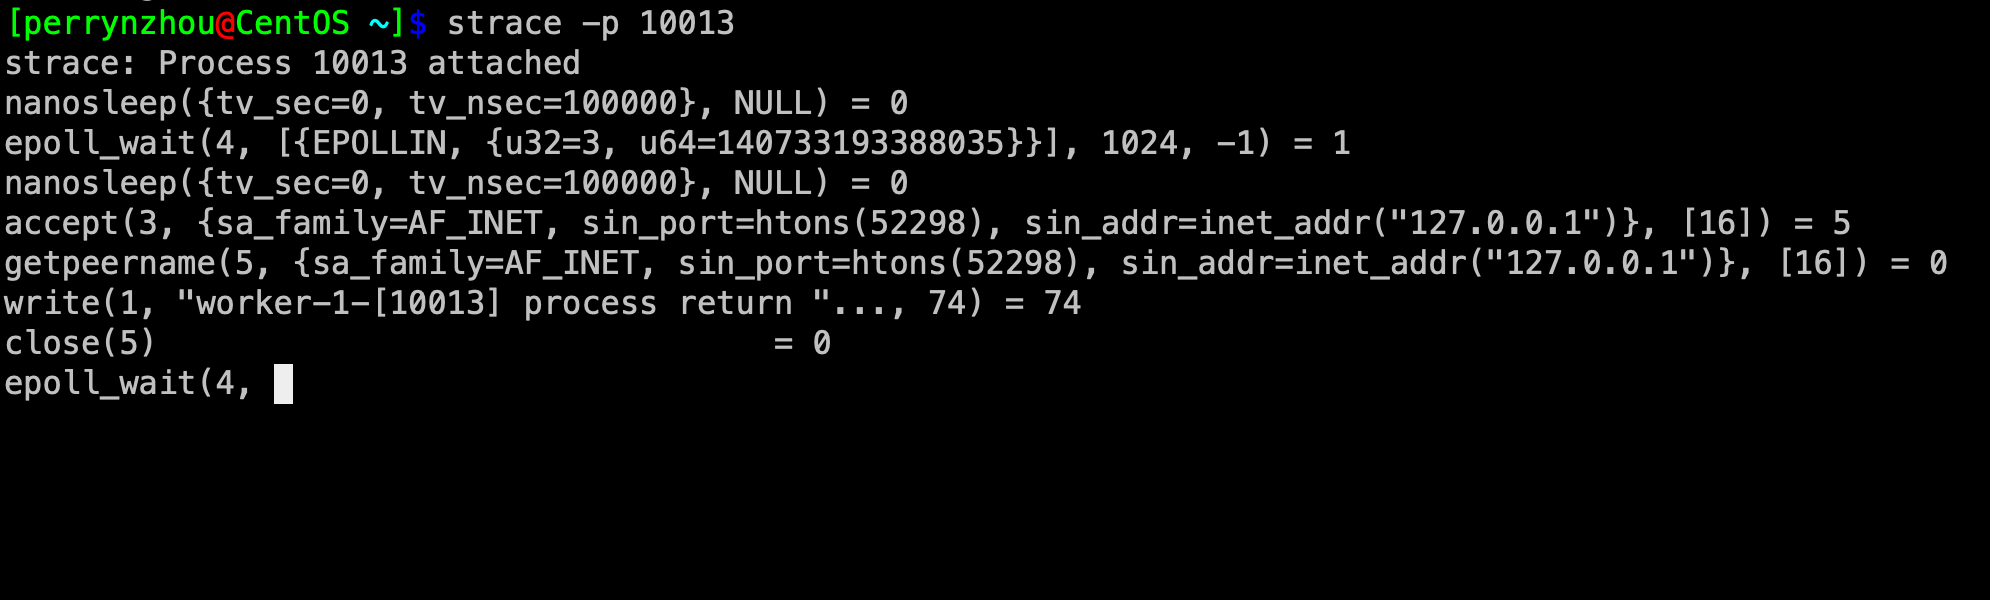 [perrynzhou@CentOS ~]$ strace -p 10013
strace: Process 10013 attached
nanosleep({tv_sec=0, tv_nsec=100000}, NULL) = 0
epoll_wait(4, [{EPOLLIN, {u32=3, u64=140733193388035}}], 1024, -1) = 1
nanosleep({tv_sec=0, tv_nsec=100000}, NULL) = 0
accept(3, {sa_family=AF_INET, sin_port=htons(52298), sin_addr=inet_addr("127.0.0.1")}, [16]) = 5
getpeername(5, {sa_family=AF_INET, sin_port=htons(52298), sin_addr=inet_addr("127.0.0.1")}, [16]) = 0
write(1, "worker-1-[10013] process return "..., 74) = 74
close(5)                                = 0
epoll_wait(4,